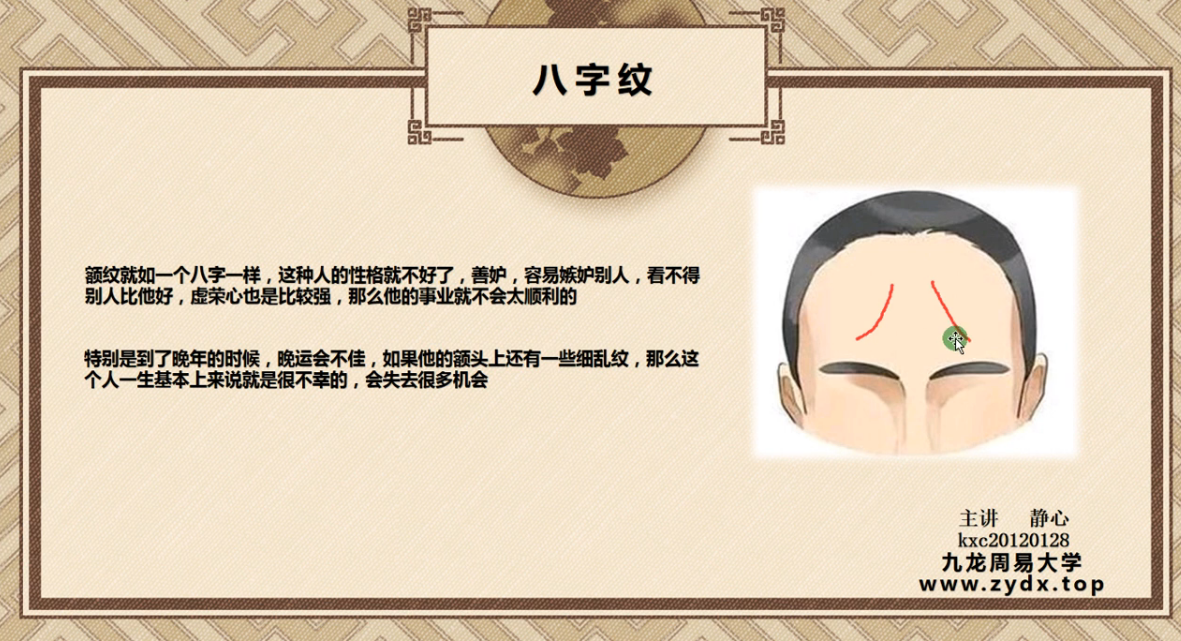 八字纹
额纹就如一个八字一样，这种人的性格就不好了，善妒，容易嫉妒别人，看不得
别人比他好，虚荣心也是比较强，那么他的事业就不会太顺利的
特别是到了晚年的时候，晚运会不佳，如果他的额头上还有一些细乱纹，那么这
个人一生基本上来说就是很不幸的，会失去很多机会
主讲 静心
kxc20120128
九龙周易大学
www.zydx.top